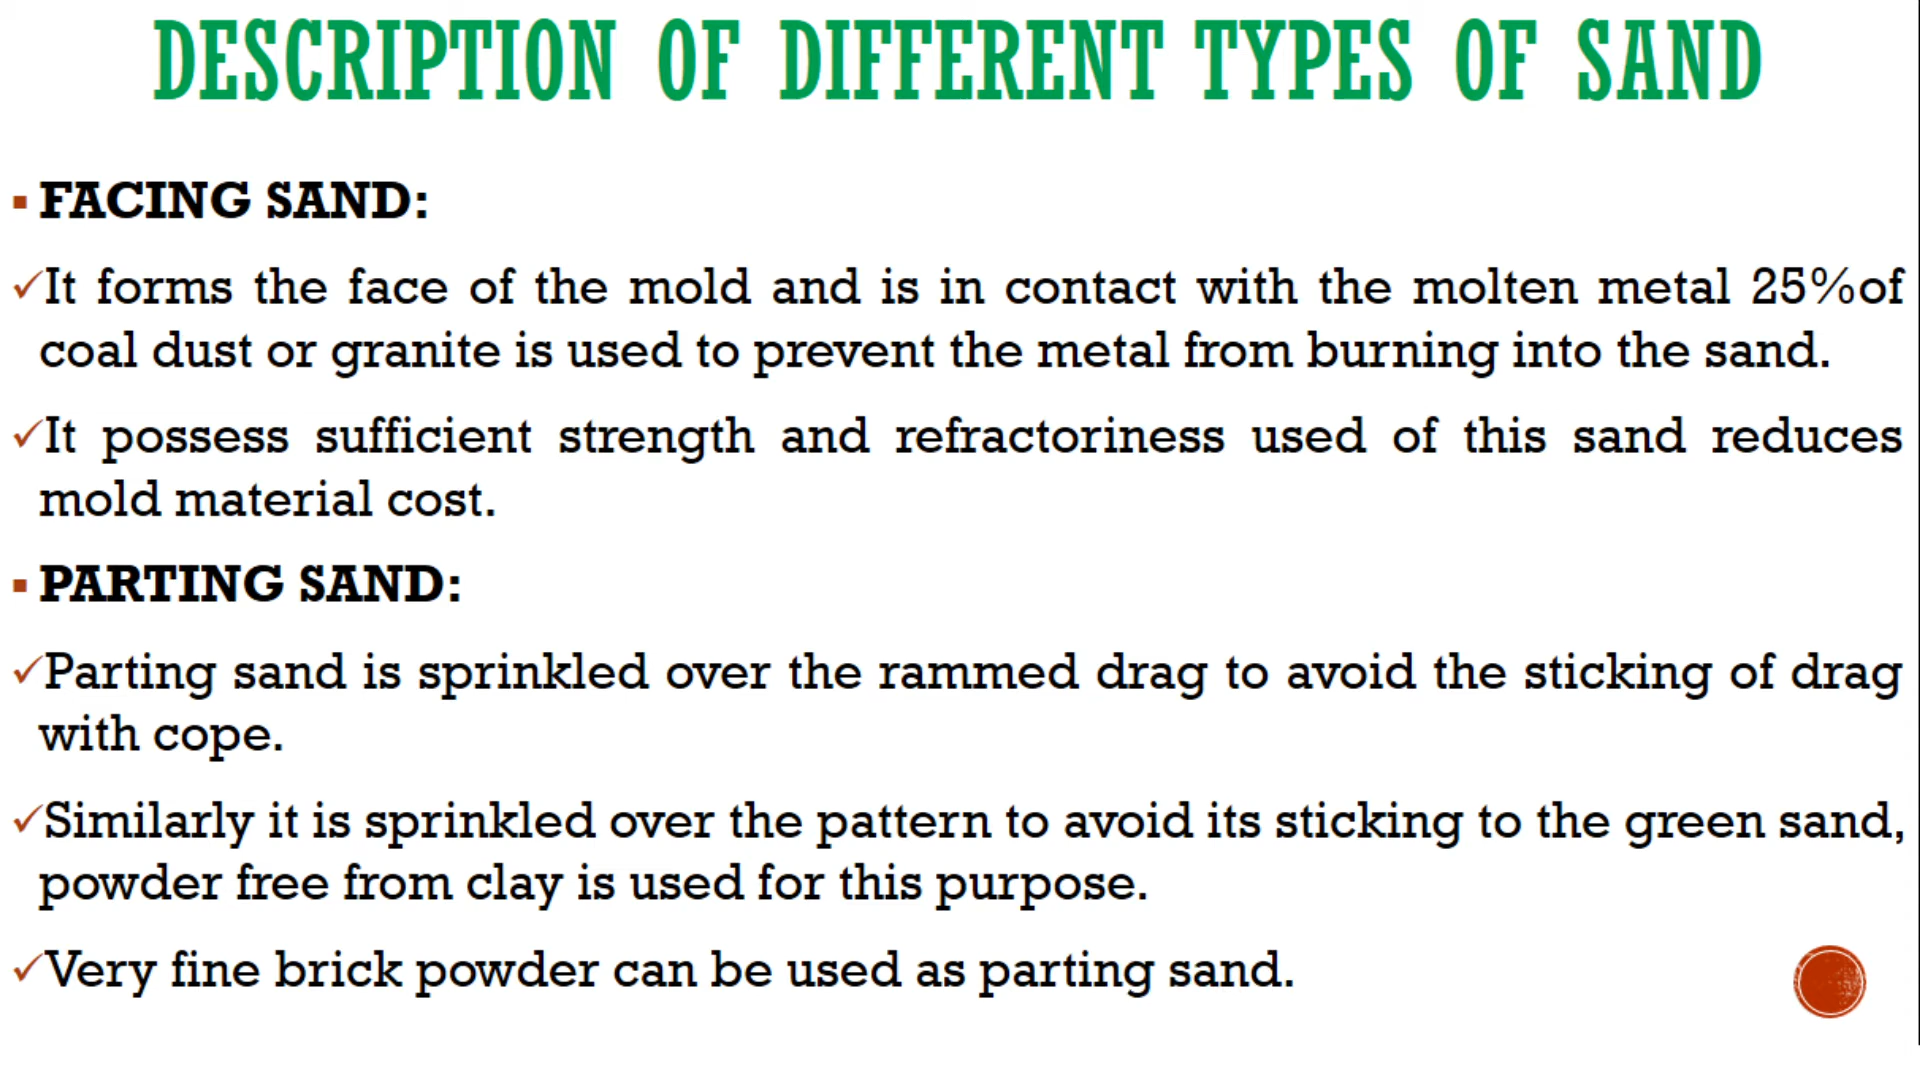 DESCRIPTION OF DIFFERENT TYPES OF SAND
▪ FACING SAND:
✓It forms the face of the mold and is in contact with the molten metal 25%of
coal dust or granite is used to prevent the metal from burning into the sand.
✓It possess sufficient strength and refractoriness used of this sand reduces
mold material cost.
▪ PARTING SAND:
✓Parting sand is sprinkled over the rammed drag to avoid the sticking of drag
with cope.
✓Similarly it is sprinkled over the pattern to avoid its sticking to the green sand,
powder free from clay is used for this purpose.
✓Very fine brick powder can be used as parting sand.